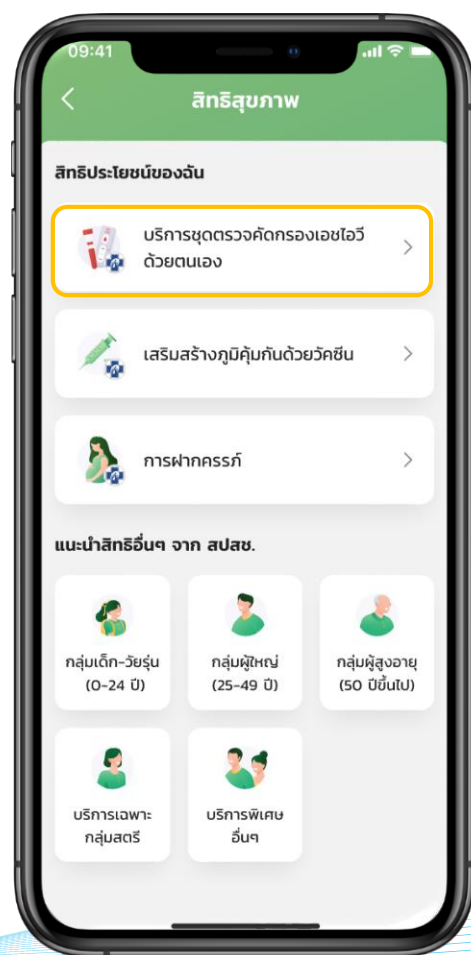 09:41
สิทธิสุขภาพ
สิทธิประโยชน์ของฉัน
บริการชุดตรวจคัดกรองเอชไอวี
ด้วยตนเอง
เสริมสร้างภูมิคุ้มกันด้วยวัคซีน
การฝากครรภ์
แนะนำสิทธิอื่นๆ จาก สปสช.
กลุ่มเด็ก-วัยรุ่น
(0-24 ปี)
กลุ่มผู้ใหญ่
(25-49 ปี)
กลุ่มผู้สูงอายุ
(50 ปีขึ้นไป)
บริการเฉพาะ
กลุ่มสตรี
บริการพิเศษ
อื่นๆ